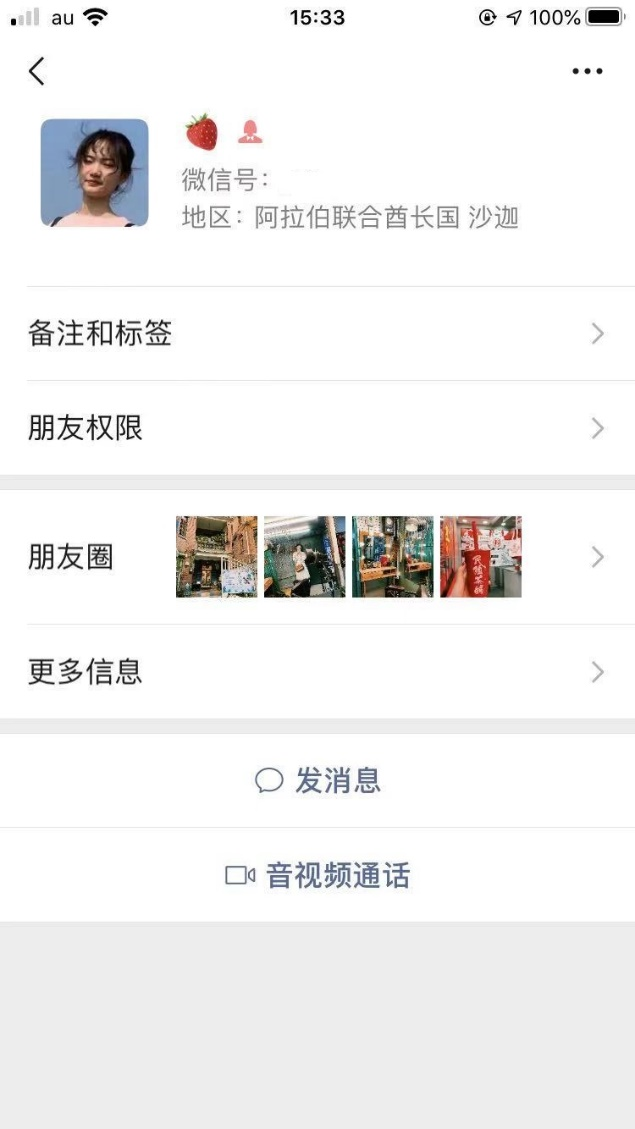 au
15:33
100%
微信号：
地区：阿拉伯联合酋长国 沙迦
备注和标签
朋友权限
朋友圈
更多信息
发消息
音视频通话